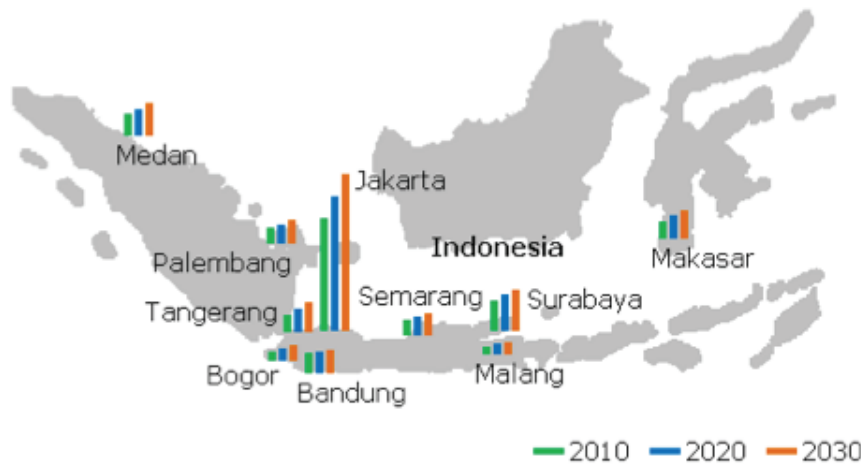 Medan
Jakarta
Indonesia
Palembang
Makasar
Tangerang
Semarang
Surabaya
Bogor
Bandung
Malang
2010 2020 2030